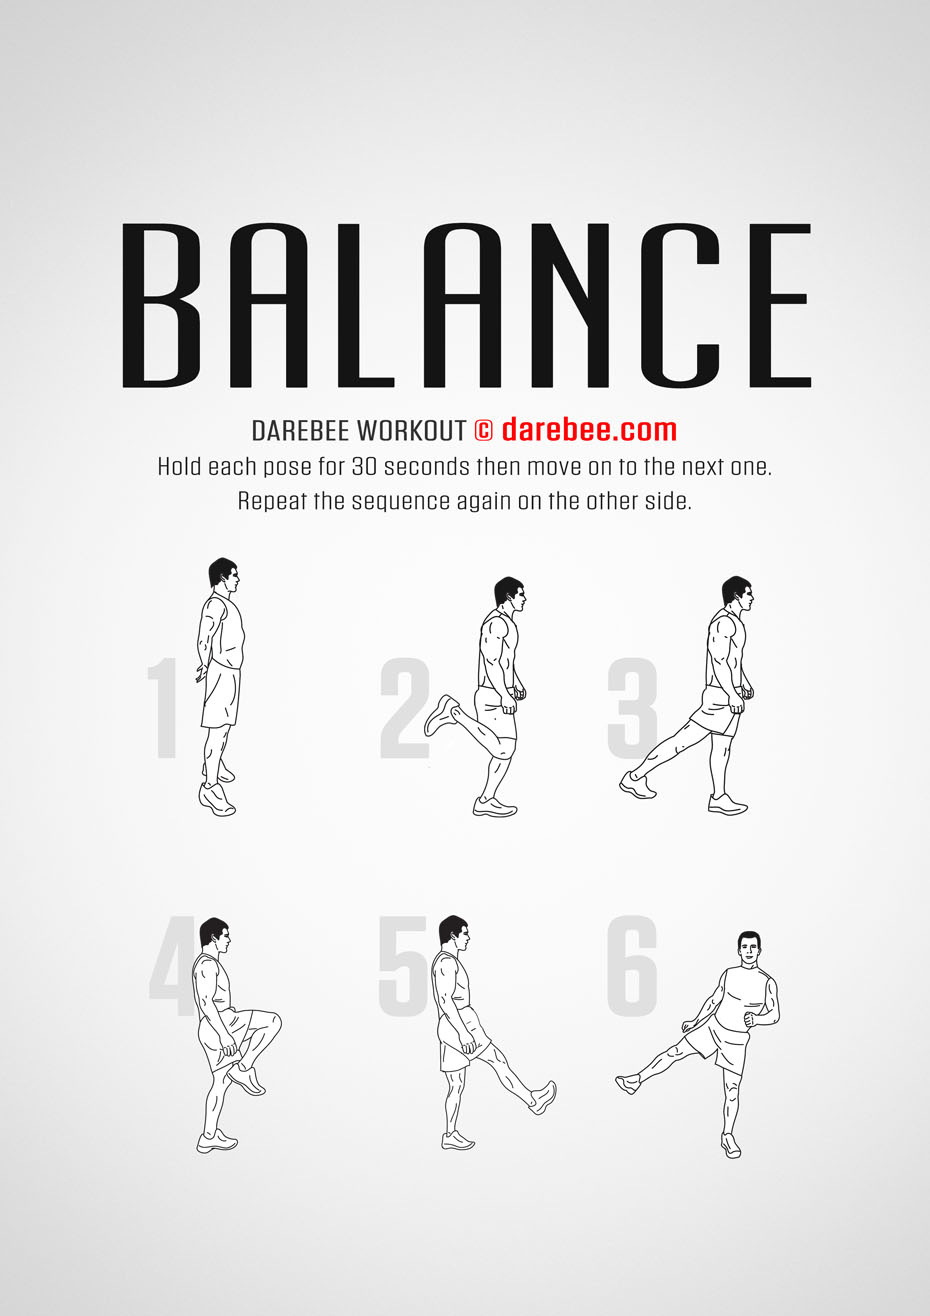 BALANCE
DAREBEE WORKOUT © darebee.com
Hold each pose for 30 seconds then move on to the next one.
Repeat the sequence again on the other side.
1 2 3
4 5 6